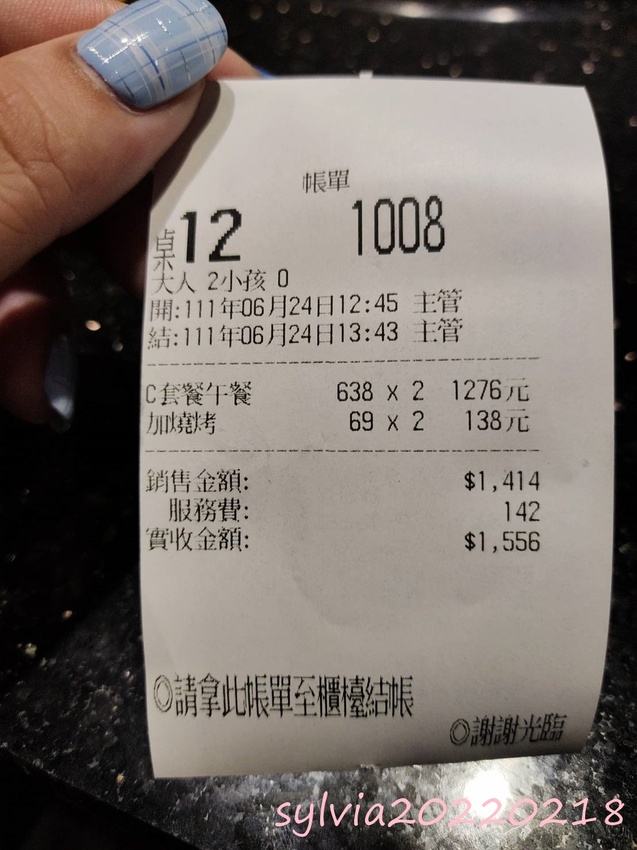 帳單
桌12 1008
大人 2小孩 0
開:111年06月24日12:45 主管
結:111年06月24日13:43 主管
C套餐午餐 638 x 2 1276元
加燒烤 69 x 2 138元
銷售金額: $1,414
服務費: 142
實收金額: $1,556
◎請拿此帳單至櫃檯結帳
◎謝謝光臨
sylvia20220218